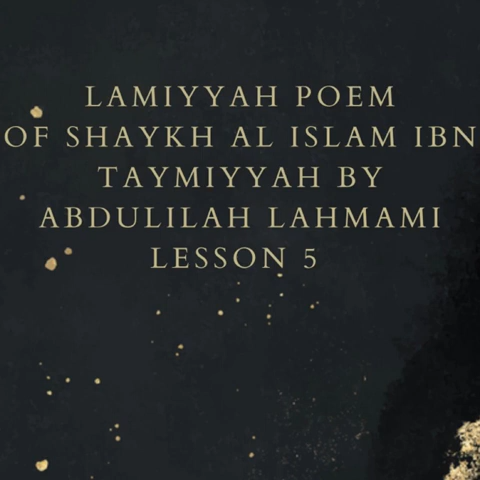 LAMIYYAH POEM
OF SHAYKH AL ISLAM IBN
TAYMIYYAH BY
ABDULILAH LAHMAMI
LESSON 5